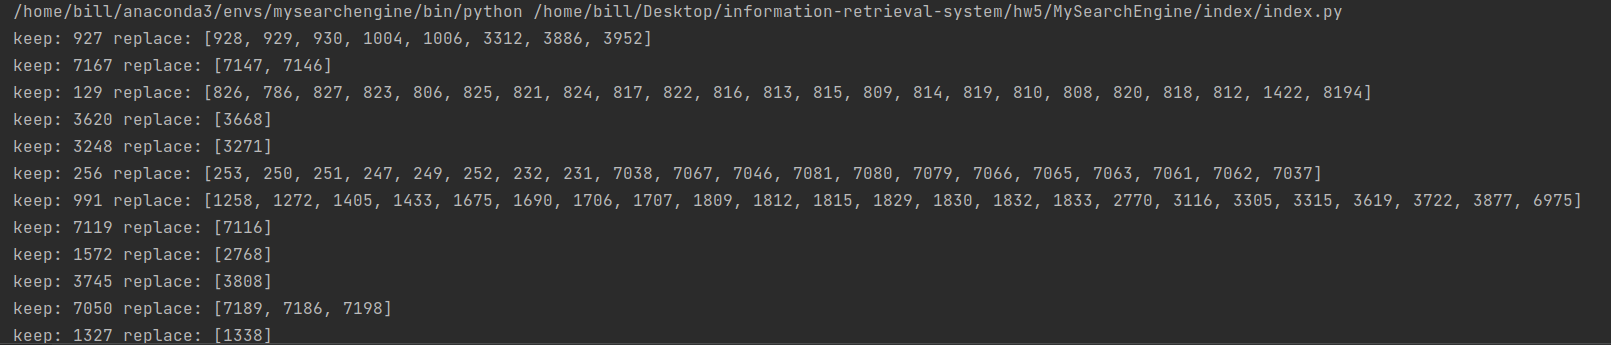 /home/bill/anaconda3/envs/mysearchengine/bin/python /home/bill/Desktop/information-retrieval-system/hw5/MySearchEngine/index/index.py
keep: 927 replace: [928, 929, 930, 1004, 1006, 3312, 3886, 3952]
keep: 7167 replace: [7147, 7146]
keep: 129 replace: [826, 786, 827, 823, 806, 825, 821, 824, 817, 822, 816, 813, 815, 809, 814, 819, 810, 808, 820, 818, 812, 1422, 8194]
keep: 3620 replace: [3668]
keep: 3248 replace: [3271]
keep: 256 replace: [253, 250, 251, 247, 249, 252, 232, 231, 7038, 7067, 7046, 7081, 7080, 7079, 7066, 7065, 7063, 7061, 7062, 7037]
keep: 991 replace: [1258, 1272, 1405, 1433, 1675, 1690, 1706, 1707, 1809, 1812, 1815, 1829, 1830, 1832, 1833, 2770, 3116, 3305, 3315, 3619, 3722, 3877, 6975]
keep: 7119 replace: [7116]
keep: 1572 replace: [2768]
keep: 3745 replace: [3808]
keep: 7050 replace: [7189, 7186, 7198]
keep: 1327 replace: [1338]